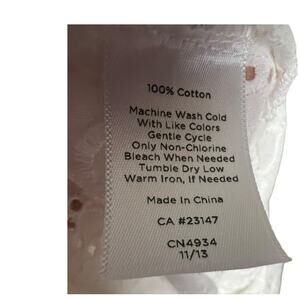 100% Cotton
Machine Wash Cold
With Like Colors
Gentle Cycle
Only Non-Chlorine
Bleach When Needed
Tumble Dry Low
Warm Iron, If Needed
Made in China
CA #23147
CN4934
11/13